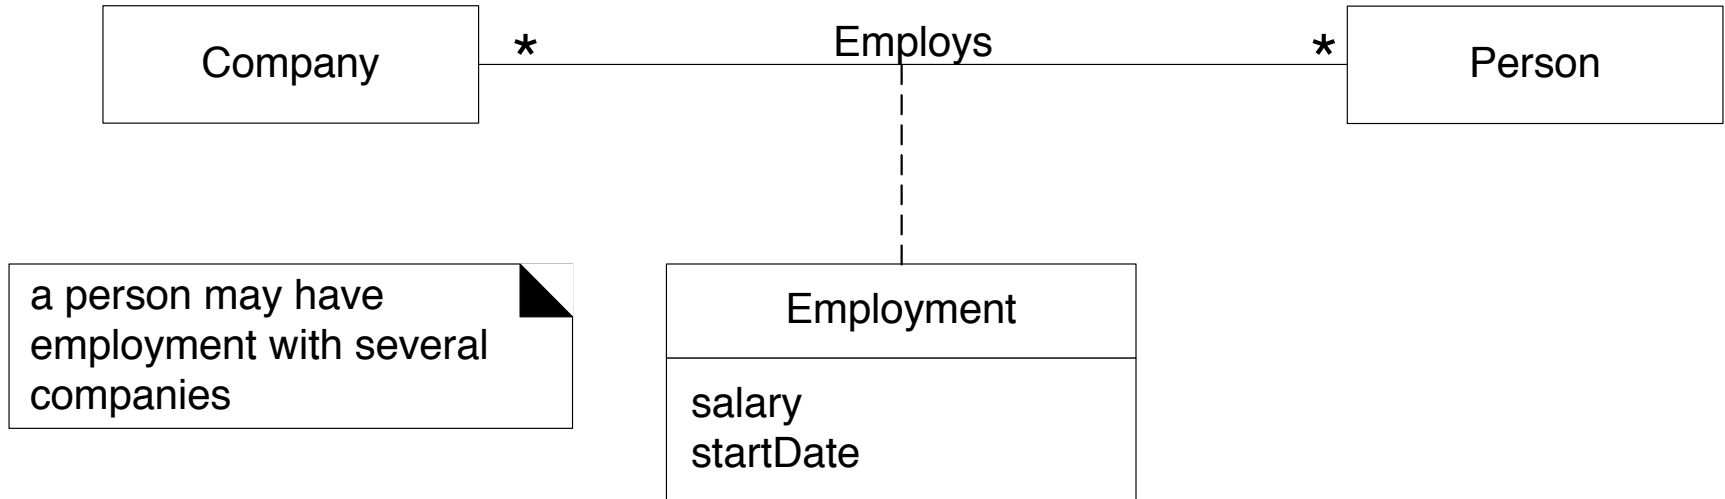 Company * Employs * Person
a person may have
employment with several
companies
Employment
salary
startDate